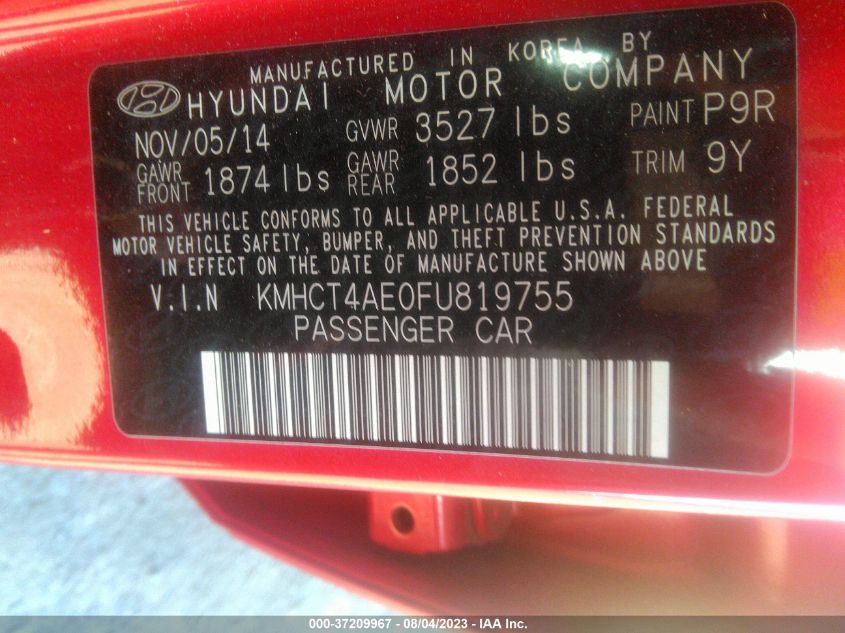 MANUFACTURED IN KOREA BY
HYUNDAI MOTOR COMPANY
NOV/05/14 GVWR 3527 lbs PAINT P9R
GAWR FRONT 1874 lbs GAWR REAR 1852 lbs TRIM 9Y
THIS VEHICLE CONFORMS TO ALL APPLICABLE U.S.A. FEDERAL
MOTOR VEHICLE SAFETY, BUMPER, AND THEFT PREVENTION STANDARDS
IN EFFECT ON THE DATE OF MANUFACTURE SHOWN ABOVE
V.I.N KMHCT4AE0FU819755
PASSENGER CAR
000-37209967 - 08/04/2023 - IAA Inc.